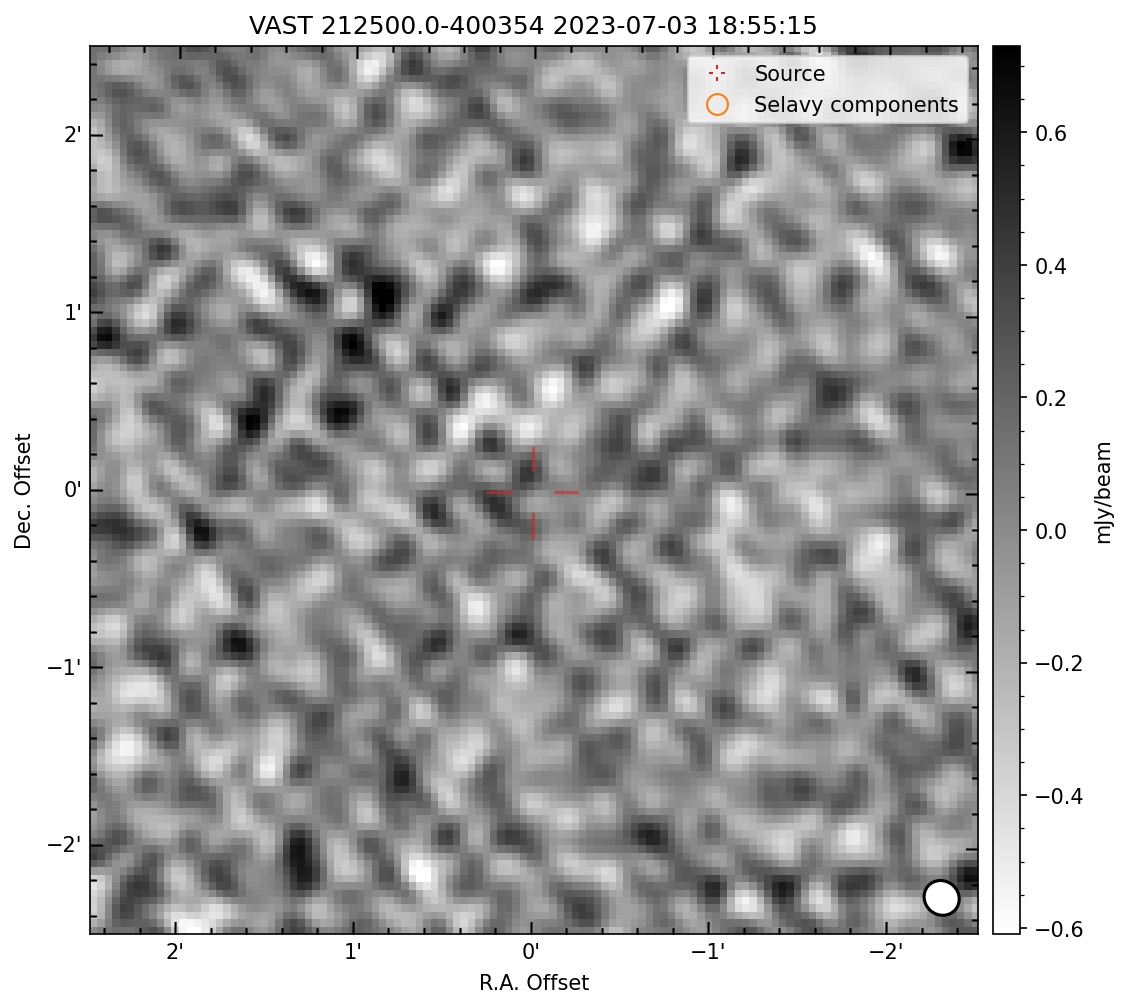 VAST 212500.0-400354 2023-07-03 18:55:15
Source
Selavy components
2'
1'
0'
−1'
−2'
Dec. Offset
2'
1'
0'
−1'
−2'
R.A. Offset
0.6
0.4
0.2
0.0
−0.2
−0.4
−0.6
mJy/beam